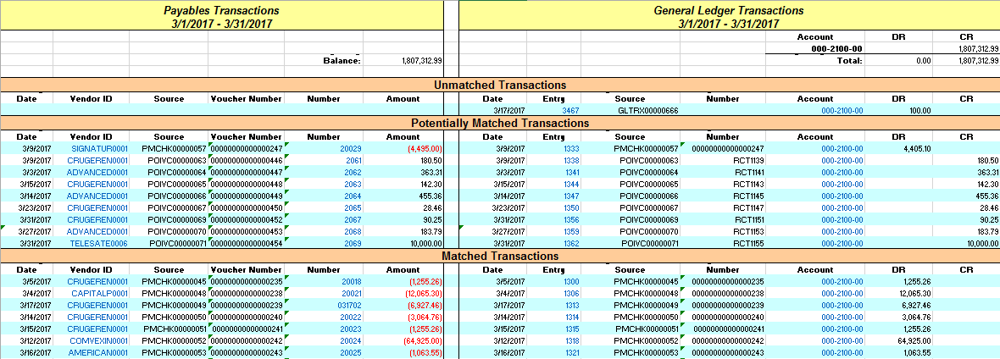 Payables Transactions General Ledger Transactions
3/1/2017 - 3/31/2017 3/1/2017 - 3/31/2017
Account DR CR
000-2100-00 1,807,312.99
Balance: 1,807,312.99 Total: 0.00 1,807,312.99
Unmatched Transactions
Date Vendor ID Source Voucher Number Number Amount Date Entry Source Number Account DR CR
3/17/2017 3467 GLTRX00000666 000-2100-00 100.00
Potentially Matched Transactions
Date Vendor ID Source Voucher Number Number Amount Date Entry Source Number Account DR CR
3/9/2017 SIGNATUR0001 PMCHK00000057 00000000000000247 20029 (4,495.00) 3/9/2017 1333 PMCHK00000057 00000000000000247 000-2100-00 4,405.10
3/9/2017 CRUGEREN0001 POIVC00000063 00000000000000446 2061 180.50 3/9/2017 1338 POIVC00000063 RCT1139 000-2100-00 180.50
3/3/2017 ADVANCED0001 POIVC00000064 00000000000000447 2062 363.31 3/3/2017 1341 POIVC00000064 RCT1141 000-2100-00 363.31
3/15/2017 CRUGEREN0001 POIVC00000065 00000000000000448 2063 142.30 3/15/2017 1344 POIVC00000065 RCT1143 000-2100-00 142.30
3/14/2017 ADVANCED0001 POIVC00000066 00000000000000449 2064 455.36 3/14/2017 1347 POIVC00000066 RCT1145 000-2100-00 455.36
3/23/2017 CRUGEREN0001 POIVC00000067 00000000000000450 2065 28.46 3/23/2017 1350 POIVC00000067 RCT1147 000-2100-00 28.46
3/31/2017 CRUGEREN0001 POIVC00000069 00000000000000452 2067 90.25 3/31/2017 1356 POIVC00000069 RCT1151 000-2100-00 90.25
3/27/2017 ADVANCED0001 POIVC00000070 00000000000000453 2068 183.79 3/27/2017 1359 POIVC00000070 RCT1153 000-2100-00 183.79
3/31/2017 TELESATE0006 POIVC00000071 00000000000000454 2069 10,000.00 3/31/2017 1362 POIVC00000071 RCT1155 000-2100-00 10,000.00
Matched Transactions
Date Vendor ID Source Voucher Number Number Amount Date Entry Source Number Account DR CR
3/5/2017 CRUGEREN0001 PMCHK00000045 00000000000000235 20018 (1,255.26) 3/5/2017 1300 PMCHK00000045 00000000000000235 000-2100-00 1,255.26
3/4/2017 CAPITALP0001 PMCHK00000048 00000000000000238 20021 (12,065.30) 3/4/2017 1306 PMCHK00000048 00000000000000238 000-2100-00 12,065.30
3/17/2017 CRUGEREN0001 PMCHK00000049 00000000000000239 031702 (6,927.46) 3/17/2017 1313 PMCHK00000049 00000000000000239 000-2100-00 6,927.46
3/14/2017 CRUGEREN0001 PMCHK00000050 00000000000000240 20022 (3,064.76) 3/14/2017 1314 PMCHK00000050 00000000000000240 000-2100-00 3,064.76
3/15/2017 CRUGEREN0001 PMCHK00000051 00000000000000241 20023 (1,255.26) 3/15/2017 1315 PMCHK00000051 00000000000000241 000-2100-00 1,255.26
3/12/2017 COMVEXIN0001 PMCHK00000052 00000000000000242 20024 (64,925.00) 3/12/2017 1318 PMCHK00000052 00000000000000242 000-2100-00 64,925.00
3/16/2017 AMERICAN0001 PMCHK00000053 00000000000000243 20025 (1,063.55) 3/16/2017 1321 PMCHK00000053 00000000000000243 000-2100-00 1,063.55